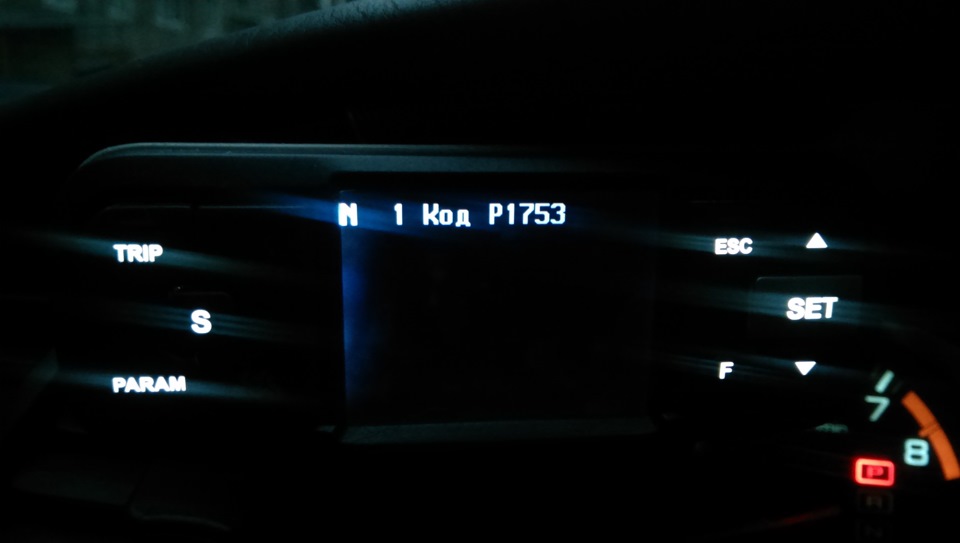 N 1 Код P1753
TRIP
ESC
S
SET
PARAM
F
7
8
P
R
N